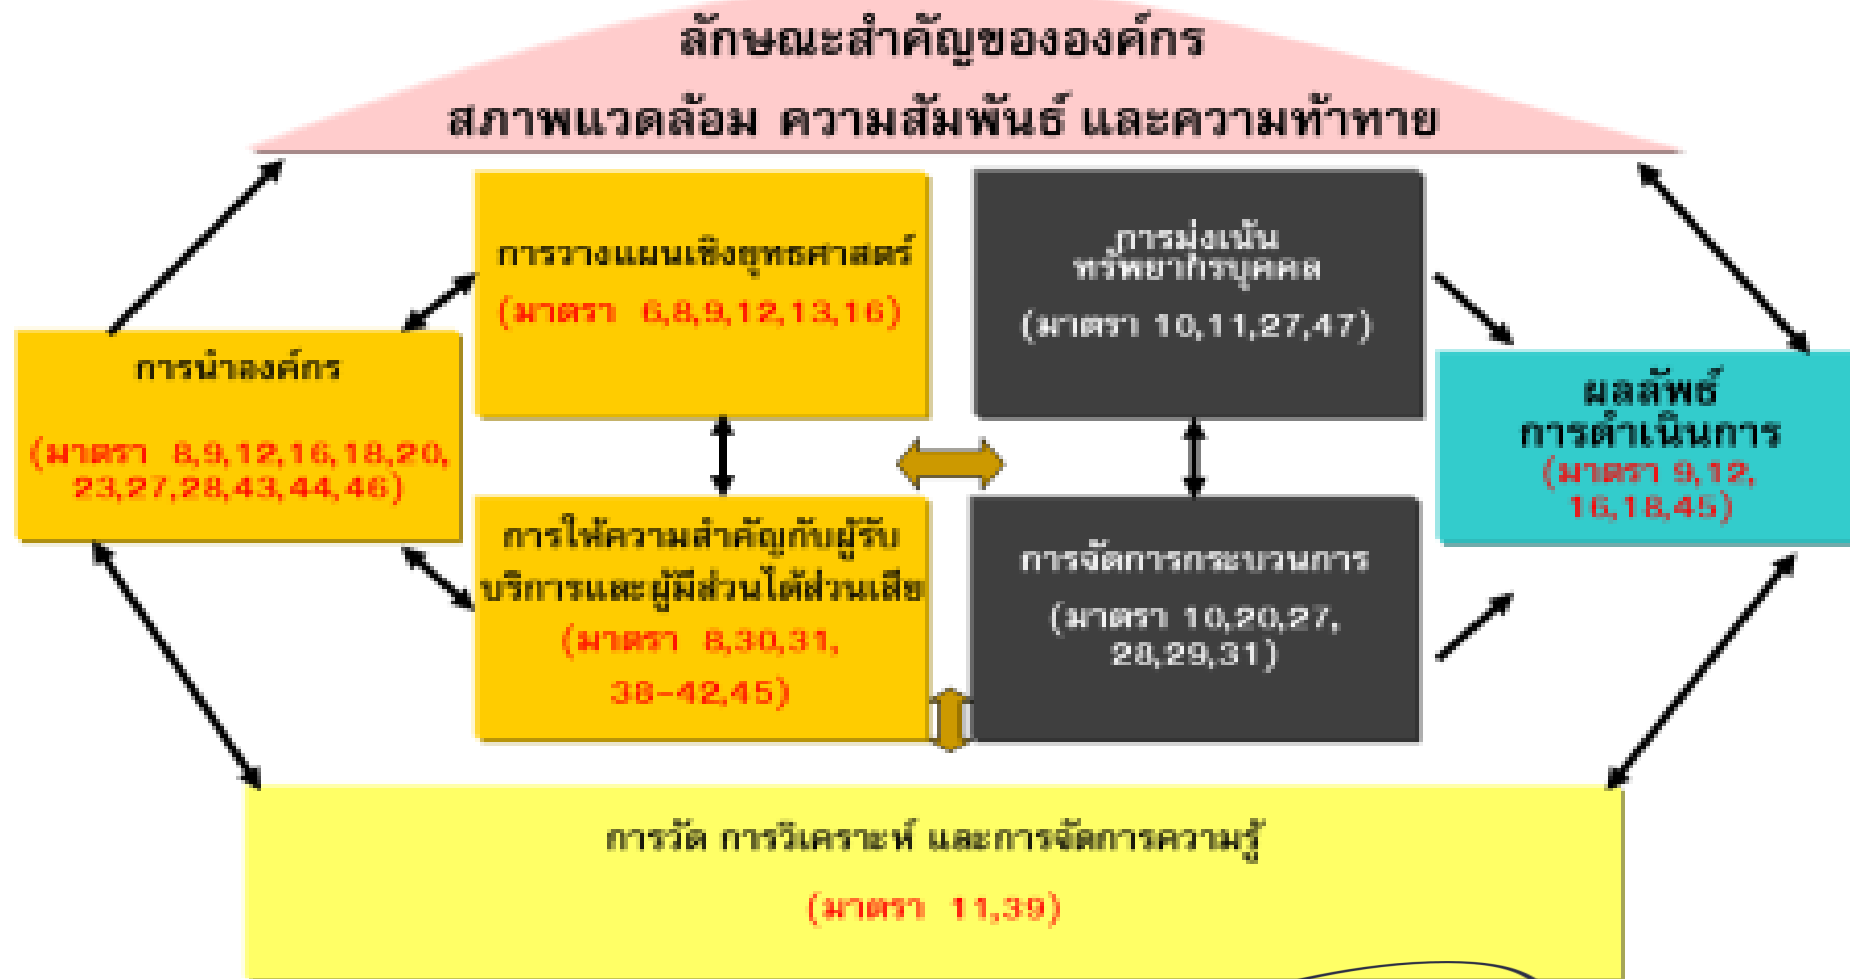 ลักษณะสำคัญขององค์กร
สภาพแวดล้อม ความสัมพันธ์ และความท้าทาย
การวางแผนเชิงยุทธศาสตร์
(มาตรา 6,8,9,12,13,16)
การมุ่งเน้น
ทรัพยากรบุคคล
(มาตรา 10,11,27,47)
การนำองค์กร
(มาตรา 8,9,12,16,18,20,
23,27,28,43,44,46)
ผลลัพธ์
การดำเนินการ
(มาตรา 9,12,
16,18,45)
การให้ความสำคัญกับผู้รับ
บริการและผู้มีส่วนได้ส่วนเสีย
(มาตรา 8,30,31,
38-42,45)
การจัดการกระบวนการ
(มาตรา 10,20,27,
28,29,31)
การวัด การวิเคราะห์ และการจัดการความรู้
(มาตรา 11,39)